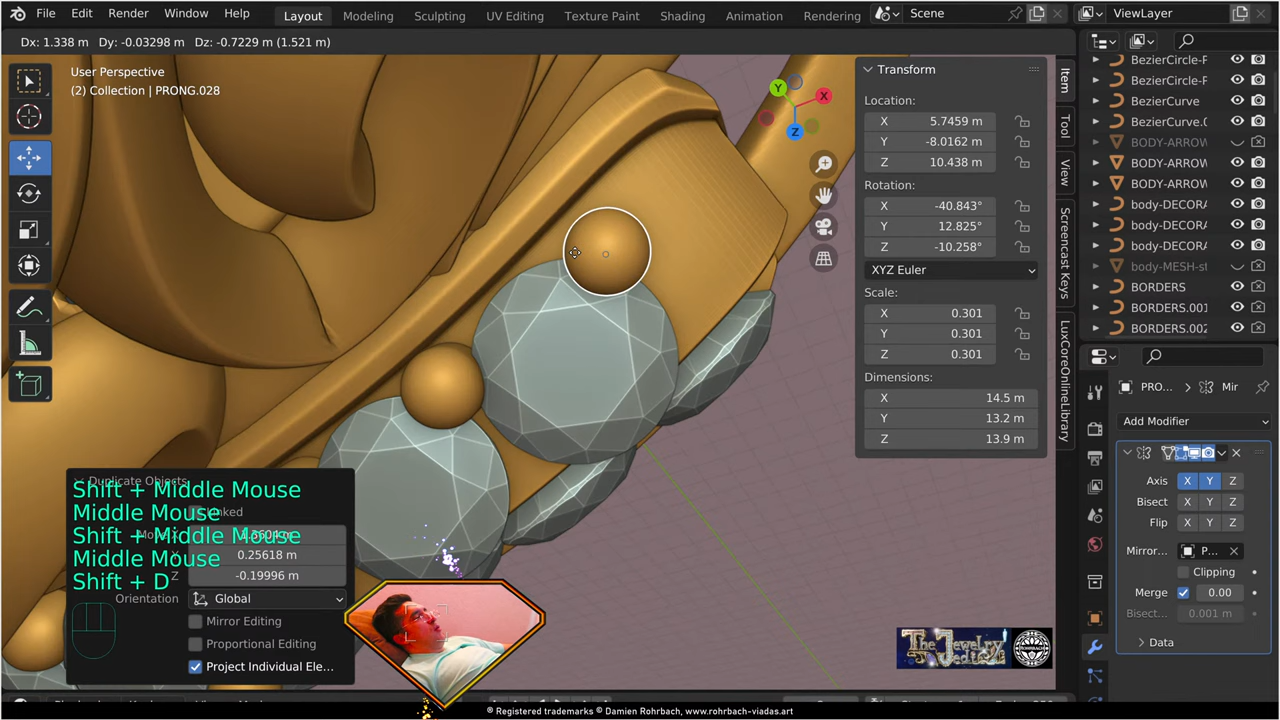 File Edit Render Window Help Layout Modeling Sculpting UV Editing Texture Paint Shading Animation Rendering Scene ViewLayer
Dx: 1.338 m Dy: -0.03298 m Dz: -0.7229 m (1.521 m)
User Perspective
(2) Collection | PRONG.028
Y
X
Z
Transform
Location:
X 5.7459 m
Y -8.0162 m
Z 10.438 m
Rotation:
X -40.843°
Y 12.825°
Z -10.258°
XYZ Euler
Scale:
X 0.301
Y 0.301
Z 0.301
Dimensions:
X 14.5 m
Y 13.2 m
Z 13.9 m
Item
Tool
View
Screencast Keys
LuxCoreOnlineLibrary
BezierCircle-F
BezierCircle-F
BezierCurve
BezierCurve.0
BODY-ARROW
BODY-ARROW
BODY-ARROW
body-DECORA
body-DECORA
body-DECORA
body-MESH-st
BORDERS
BORDERS.001
BORDERS.002
PRO... Mir
Add Modifier
Axis X Y Z
Bisect X Y Z
Flip X Y Z
Mirror... P...
Clipping
Merge 0.00
Bisect... 0.001 m
Data
Duplicate Objects
Shift + Middle Mouse
Linked
Middle Mouse
Shift + Middle Mouse
Y 0.25618 m
Middle Mouse
Z -0.19996 m
Shift + D
Orientation Global
Mirror Editing
Proportional Editing
Project Individual Ele...
The Jewelry
® Registered trademarks © Damien Rohrbach, www.rohrbach-viadas.art